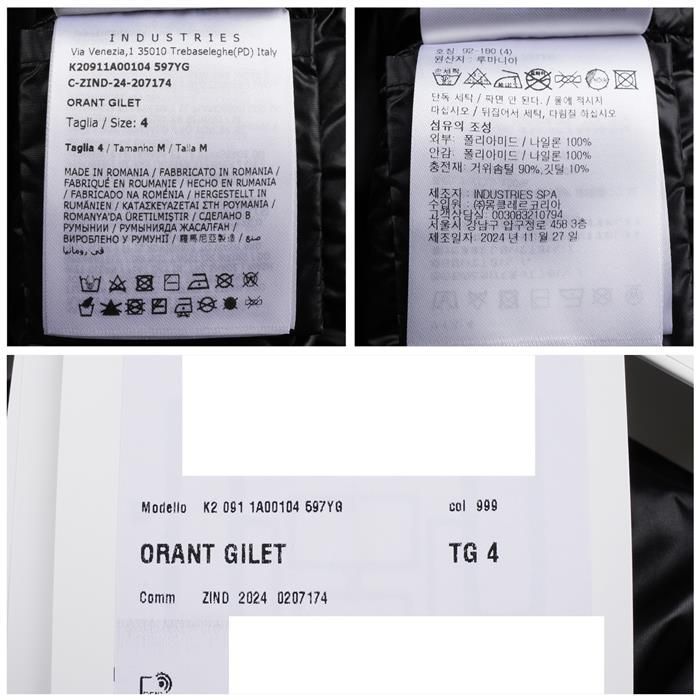 INDUSTRIES
Via Venezia,1 35010 Trebaseleghe(PD) Italy
K20911A00104 597YG
C-ZIND-24-207174
ORANT GILET
Taglia / Size: 4
Taglia 4 / Tamanho M / Talla M
MADE IN ROMANIA / FABBRICATO IN ROMANIA /
FABRIQUÉ EN ROUMANIE / HECHO EN RUMANIA
/ FABRICADO NA ROMÉNIA / HERGESTELLT IN
RUMÄNIEN / ΚΑΤΑΣΚΕΥΑΖΕΤΑΙ ΣΤΗ ΡΟΥΜΑΝΙΑ /
ROMANYA'DA ÜRETILMIŞTIR / СДЕЛАНО В
РУМЫНИИ / РУМЫНИЯДА ЖАСАЛҒАН /
ВИРОБЛЕНО У РУМУНІЇ / 羅馬尼亞製造 / صنع
في رومانيا
호칭: 92-180 (4)
원산지: 루마니아
손세탁
단독 세탁 / 짜면 안 된다. / 물에 적시지
마십시오 / 뒤집어서 세탁, 다림질 하십시오
섬유의 조성
외부: 폴리아미드 / 나일론 100%
안감: 폴리아미드 / 나일론 100%
충전재: 거위솜털 90%,깃털 10%
제조자: INDUSTRIES SPA
수입원: (주)몽클레르코리아
고객상담실: 003083210794
서울시 강남구 압구정로 458 3층
제조일자: 2024 년 11 월 27 일
Modello K2 091 1A00104 597YG col 999
ORANT GILET TG 4
Comm ZIND 2024 0207174